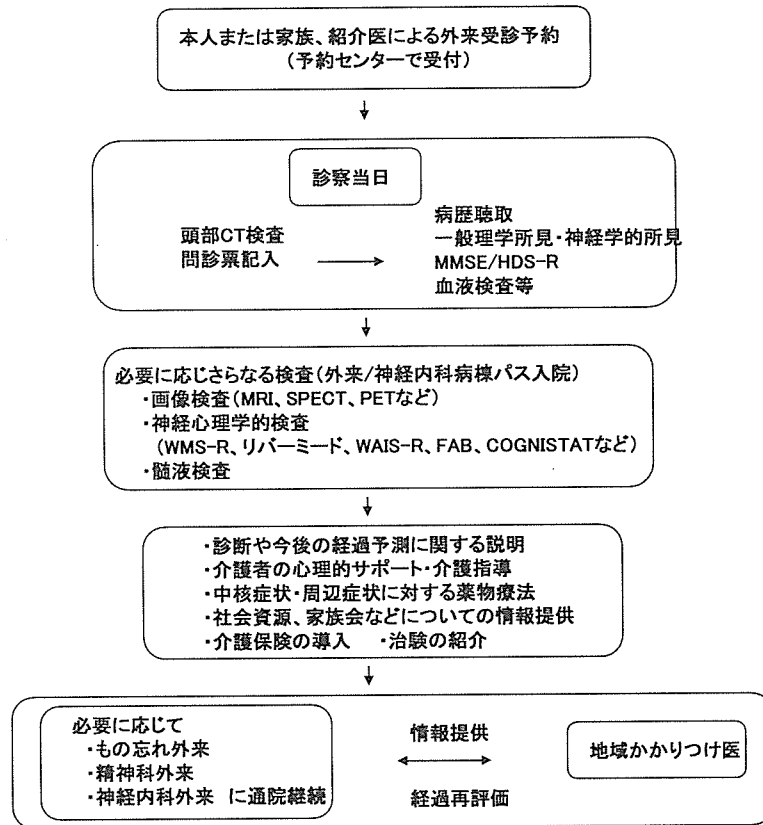 本人または家族、紹介医による外来受診予約
(予約センターで受付)
診察当日
頭部CT検査
問診票記入
病歴聴取
一般理学所見・神経学的所見
MMSE/HDS-R
血液検査等
必要に応じさらなる検査(外来/神経内科病棟パス入院)
・画像検査(MRI、SPECT、PETなど)
・神経心理学的検査
(WMS-R、リバーミード、WAIS-R、FAB、COGNISTATなど)
・髄液検査
・診断や今後の経過予測に関する説明
・介護者の心理的サポート・介護指導
・中核症状・周辺症状に対する薬物療法
・社会資源、家族会などについての情報提供
・介護保険の導入 ・治験の紹介
必要に応じて
・もの忘れ外来
・精神科外来
・神経内科外来 に通院継続
情報提供
経過再評価
地域かかりつけ医